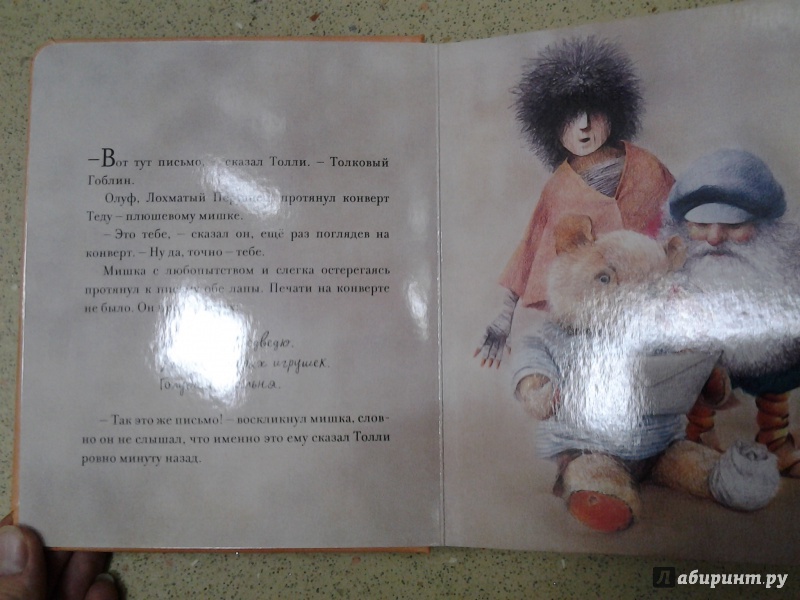 –Вот тут письмо, – сказал Толли. – Толковый
Гоблин.
Олуф, Лохматый протянул конверт
Теду – плюшевому мишке.
– Это тебе, – сказал он, ещё раз поглядев на
конверт. – Ну да, точно – тебе.
Мишка с любопытством и слегка остерегаясь
протянул к обе лапы. Печати на конверте
не было. Он
игрушек.
– Так это же письмо! – воскликнул мишка, слов-
но он не слышал, что именно это ему сказал Толли
ровно минуту назад.
Лабиринт.ру